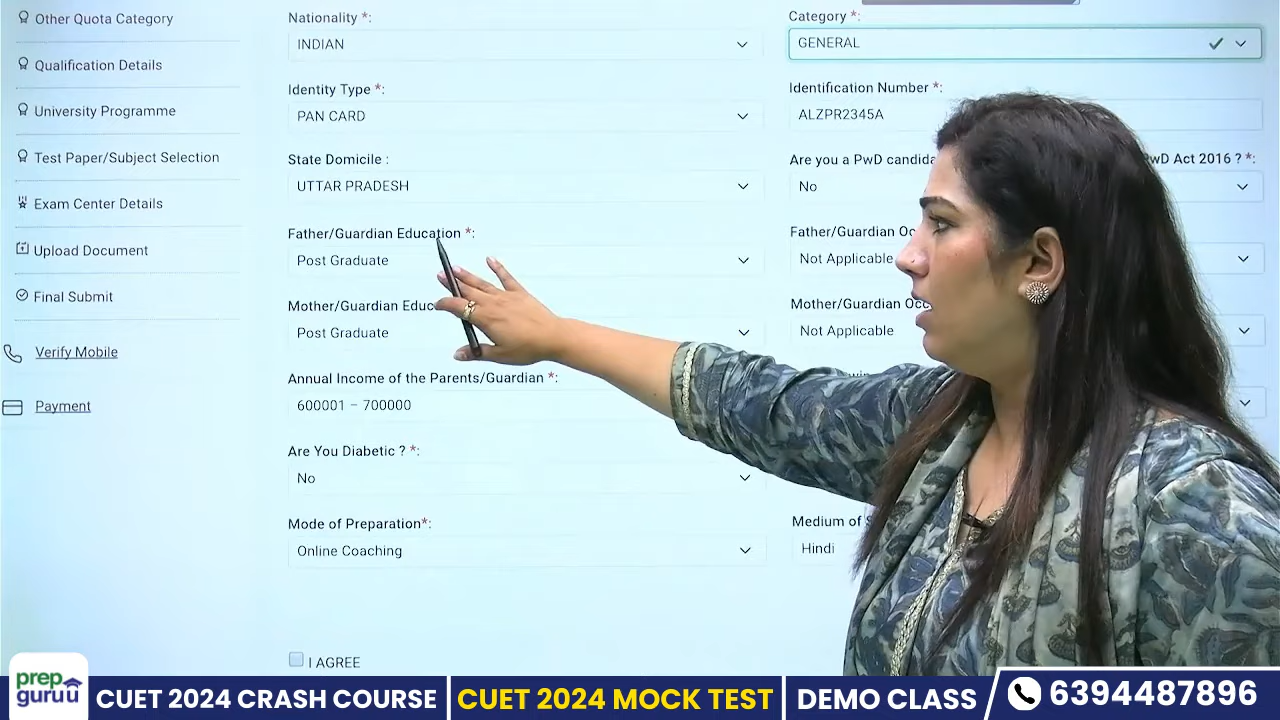 Other Quota Category
Qualification Details
University Programme
Test Paper/Subject Selection
Exam Center Details
Upload Document
Final Submit
Verify Mobile
Payment
Nationality *:
INDIAN
Category *:
GENERAL
Identity Type *:
PAN CARD
Identification Number *:
ALZPR2345A
State Domicile :
UTTAR PRADESH
Are you a PwD candida
PwD Act 2016 ? *:
No
Father/Guardian Education *:
Post Graduate
Father/Guardian Oc
Not Applicable
Mother/Guardian Educ
Post Graduate
Mother/Guardian Occ
Not Applicable
Annual Income of the Parents/Guardian *:
600001 – 700000
Are You Diabetic ? *:
No
Mode of Preparation*:
Online Coaching
Medium of S
Hindi
I AGREE
prep guru
CUET 2024 CRASH COURSE
CUET 2024 MOCK TEST
DEMO CLASS
6394487896